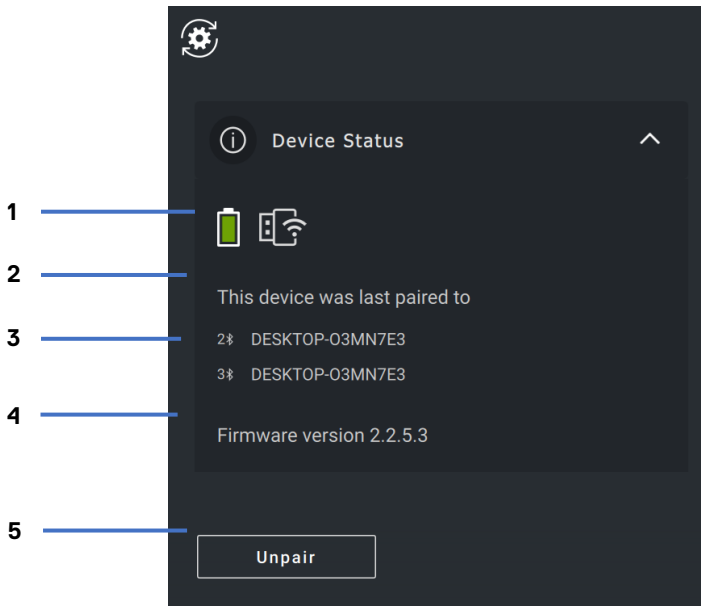 Device Status
1
2
This device was last paired to
3
2 DESKTOP-O3MN7E3
3 DESKTOP-O3MN7E3
4
Firmware version 2.2.5.3
5
Unpair